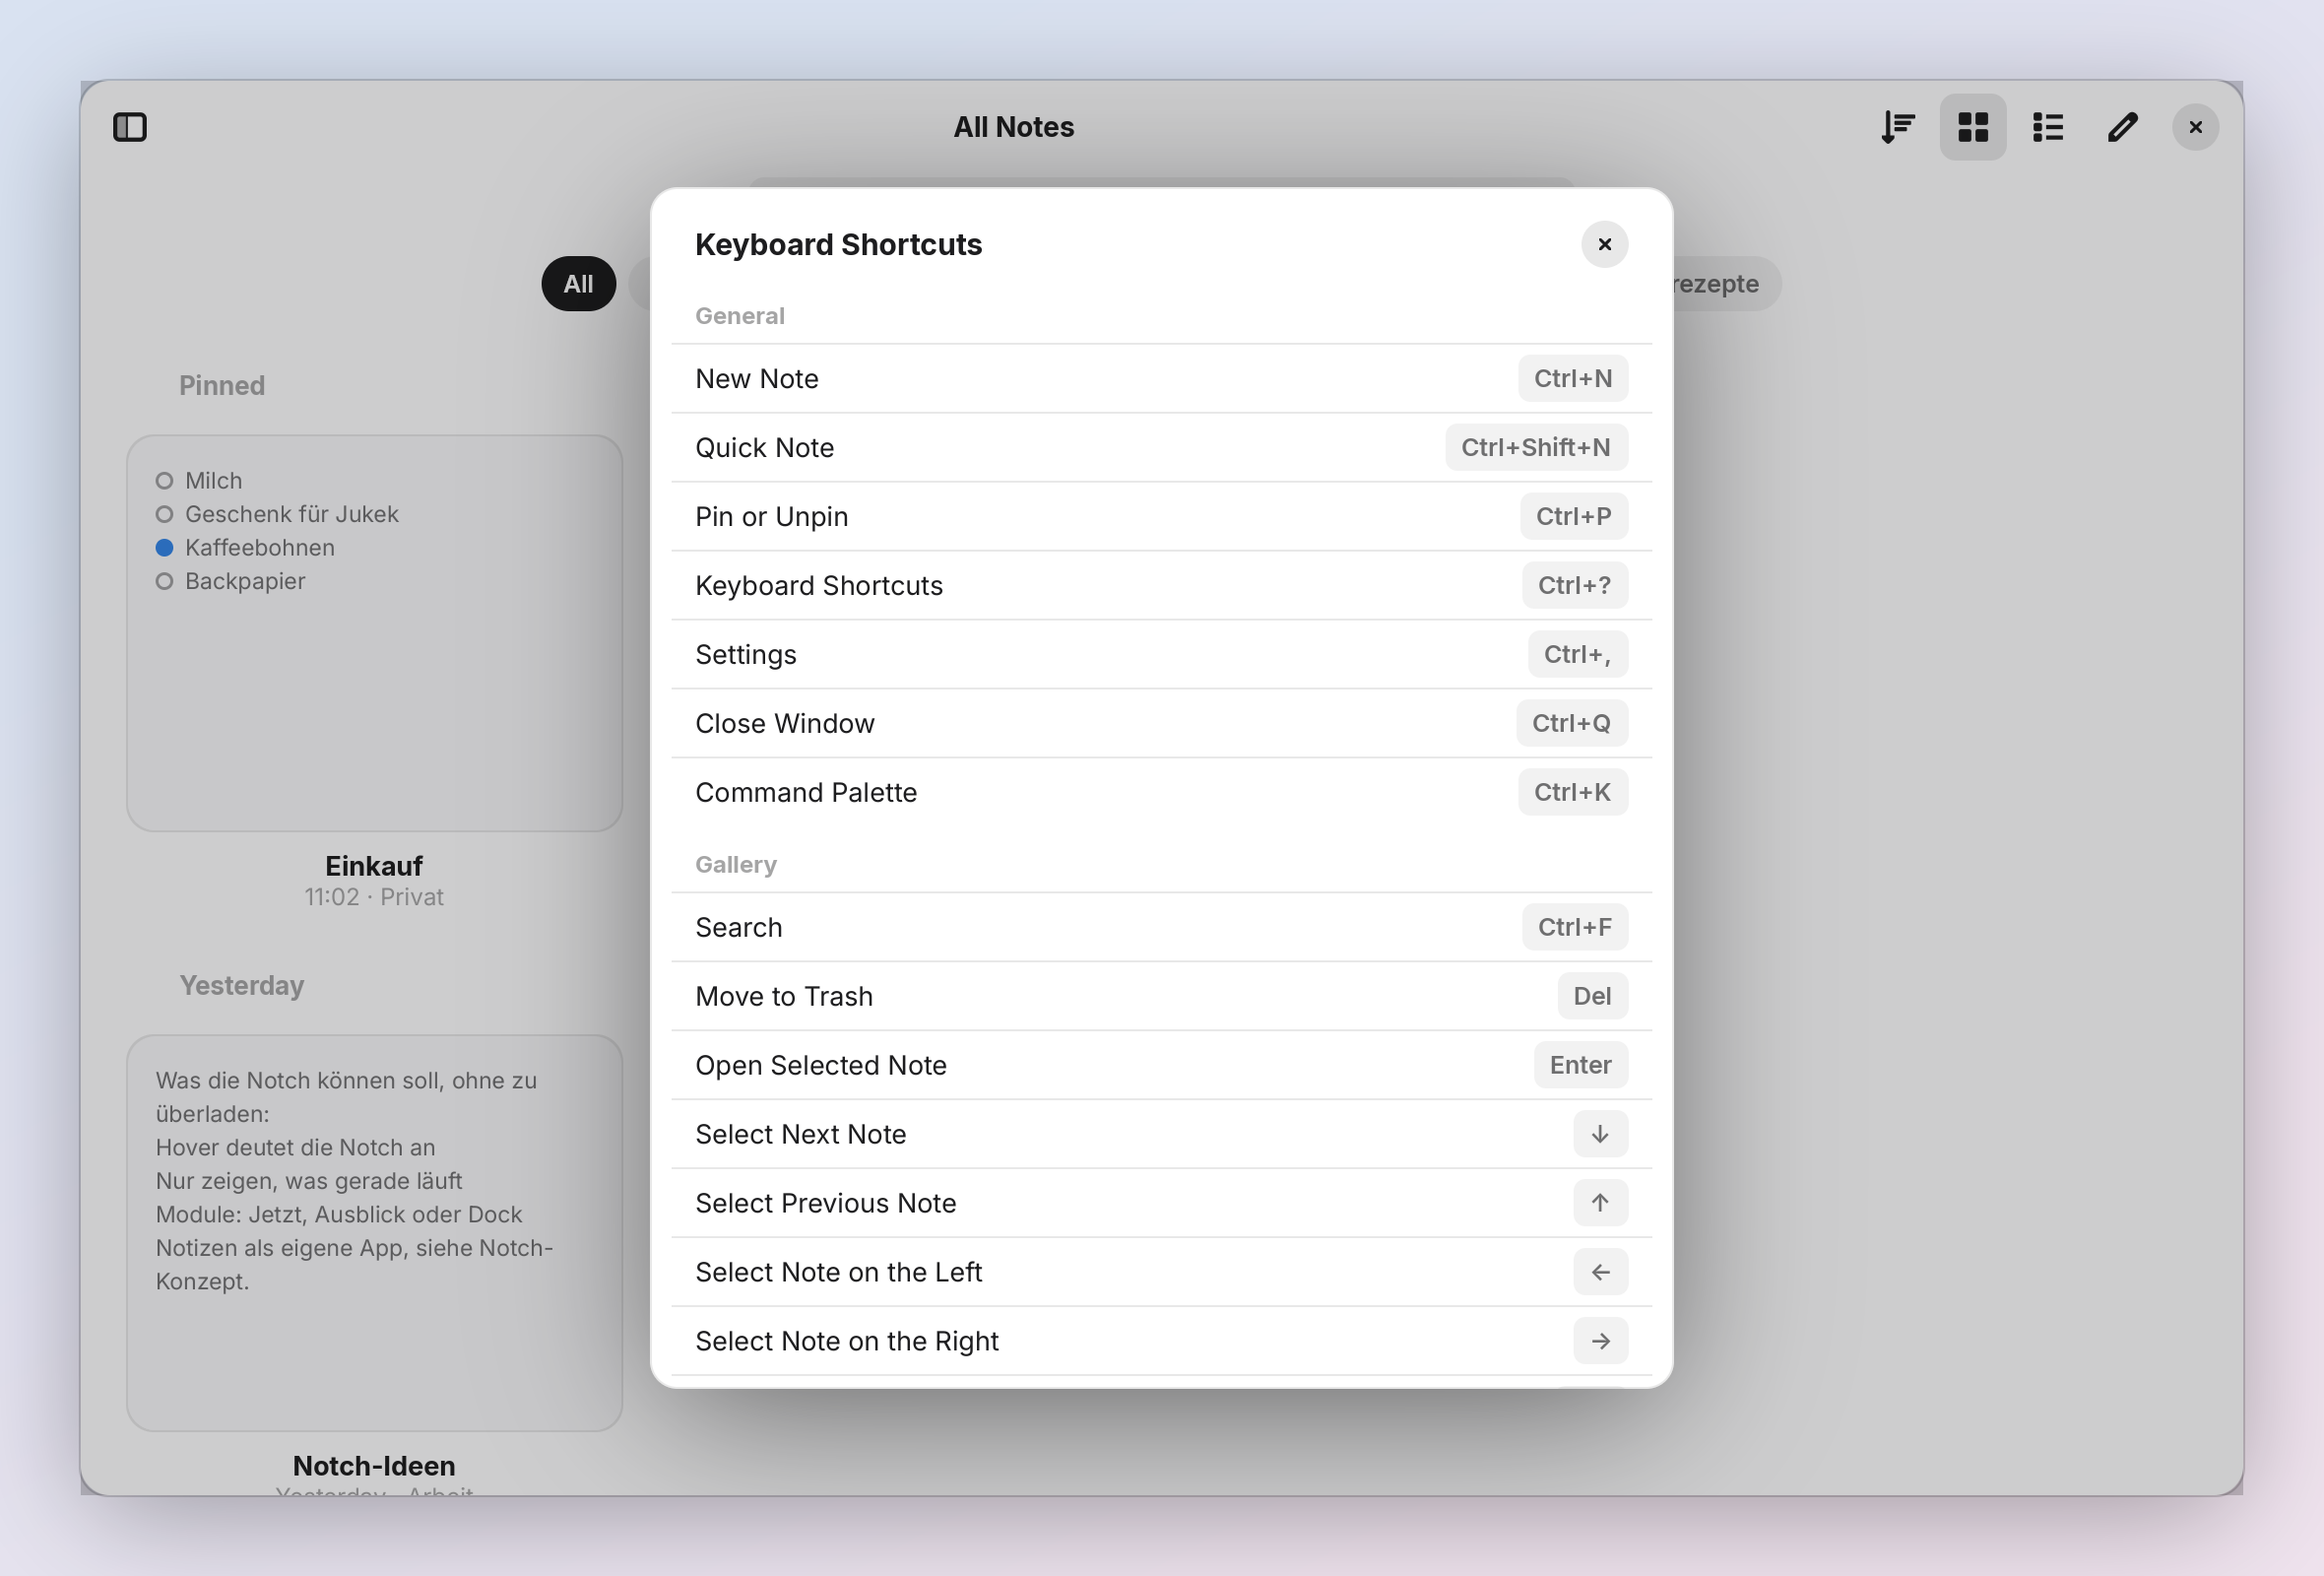 All Notes
All
rezepte
Pinned
Milch
Geschenk für Jukek
Kaffeebohnen
Backpapier
Einkauf
11:02 · Privat
Yesterday
Was die Notch können soll, ohne zu
überladen:
Hover deutet die Notch an
Nur zeigen, was gerade läuft
Module: Jetzt, Ausblick oder Dock
Notizen als eigene App, siehe Notch-
Konzept.
Notch-Ideen
Yesterday · Arbeit
Keyboard Shortcuts
General
New Note Ctrl+N
Quick Note Ctrl+Shift+N
Pin or Unpin Ctrl+P
Keyboard Shortcuts Ctrl+?
Settings Ctrl+,
Close Window Ctrl+Q
Command Palette Ctrl+K
Gallery
Search Ctrl+F
Move to Trash Del
Open Selected Note Enter
Select Next Note ↓
Select Previous Note ↑
Select Note on the Left ←
Select Note on the Right →